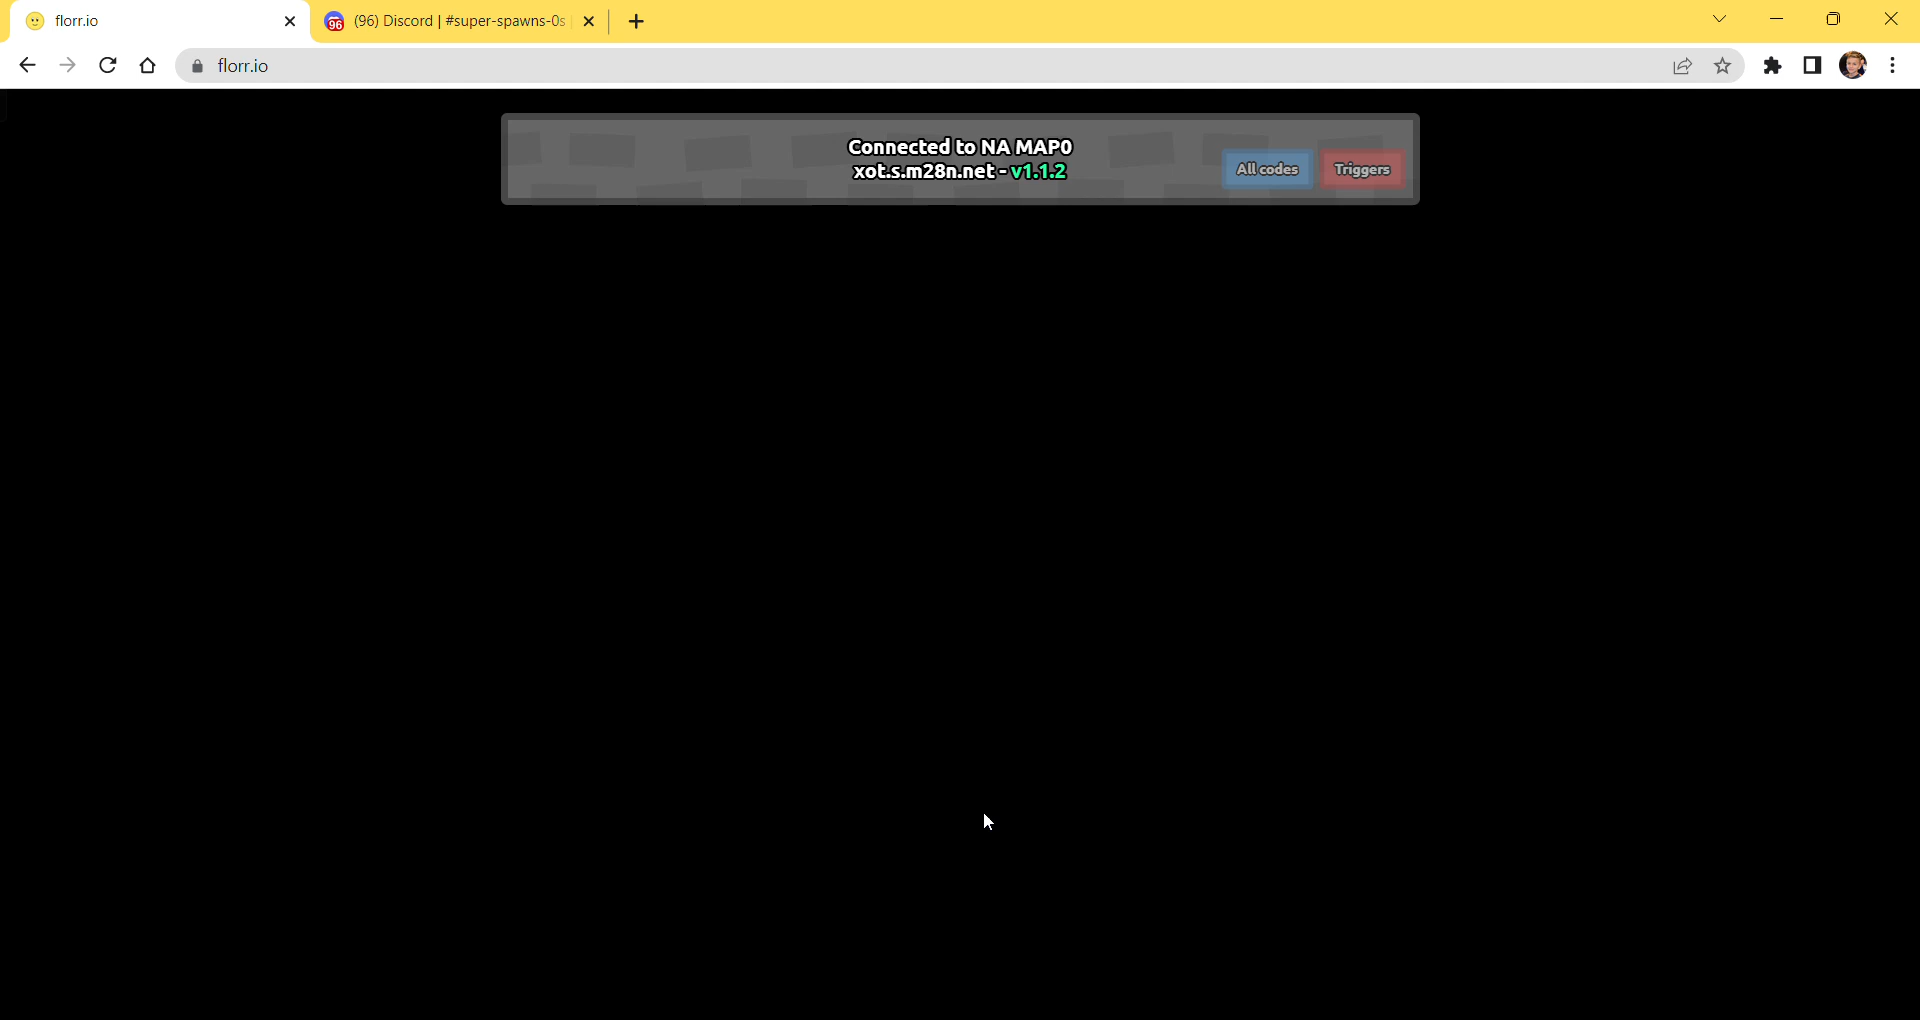 florr.io
(96) Discord | #super-spawns-0s
florr.io
Connected to NA MAP0
xot.s.m28n.net - v1.1.2
All codes
Triggers